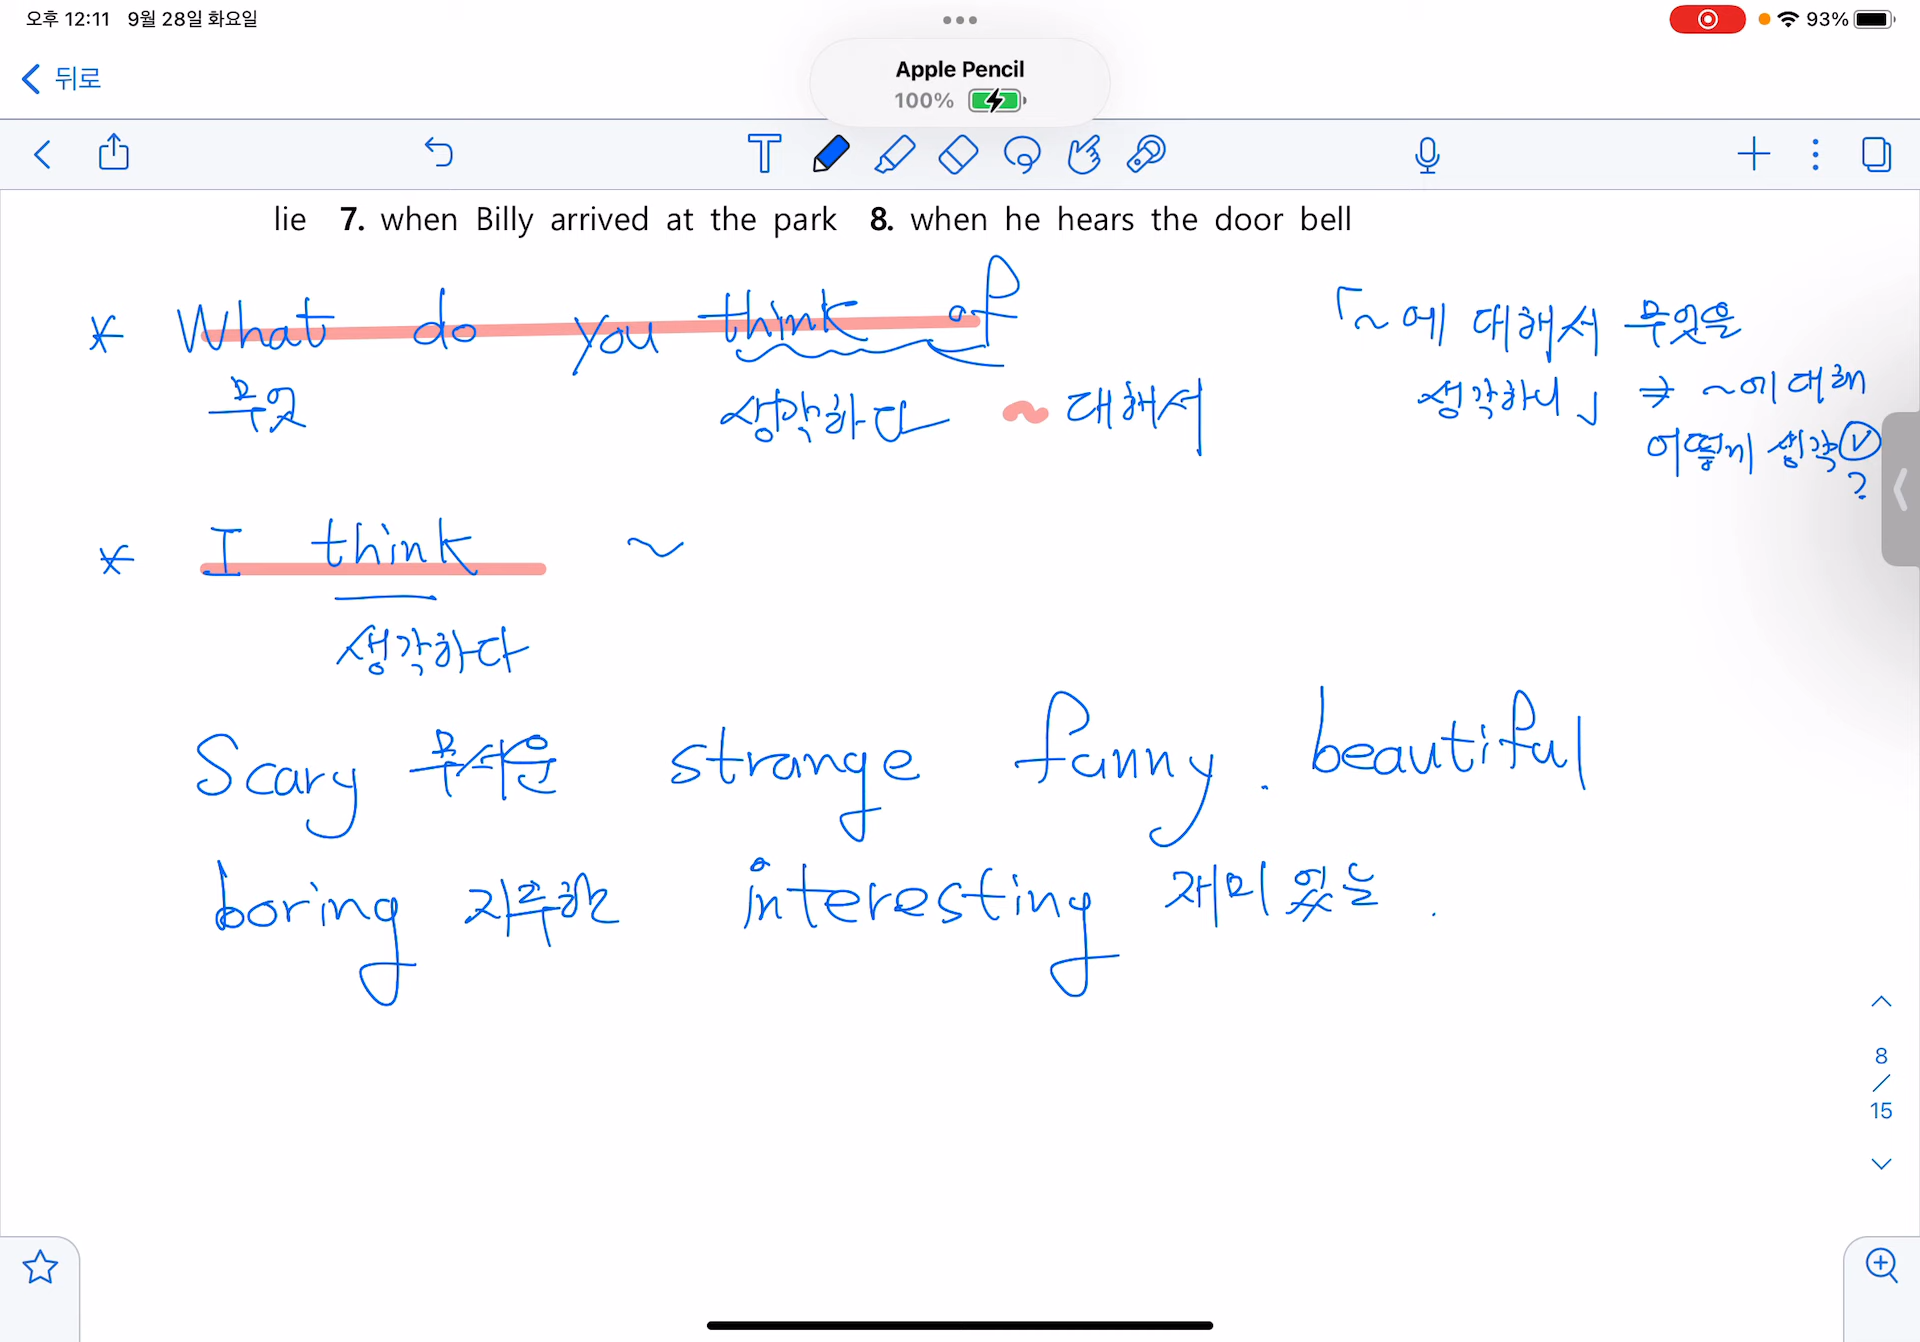 오후 12:11 9월 28일 화요일
93%
뒤로
Apple Pencil
100%
lie 7. when Billy arrived at the park 8. when he hears the door bell
* What do you think of
「~에 대해서 무엇을
생각하니」 ⇒ ~에 대해
어떻게 생각
?
무엇 생각하다 ~ 대해서
* I think ~
생각하다
Scary 무서운 strange funny. beautiful
boring 지루한 interesting 재미있는.
8
/
15